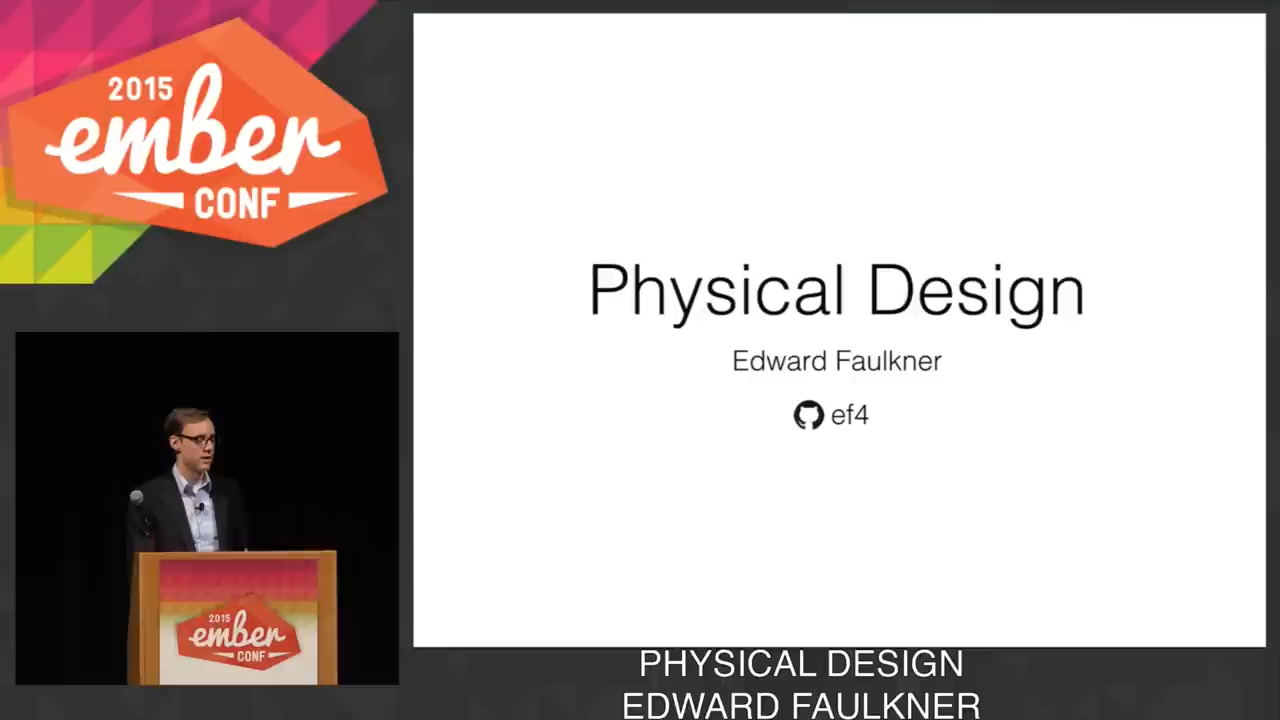 2015
ember
CONF
Physical Design
Edward Faulkner
ef4
2015
ember
CONF
PHYSICAL DESIGN
EDWARD FAULKNER